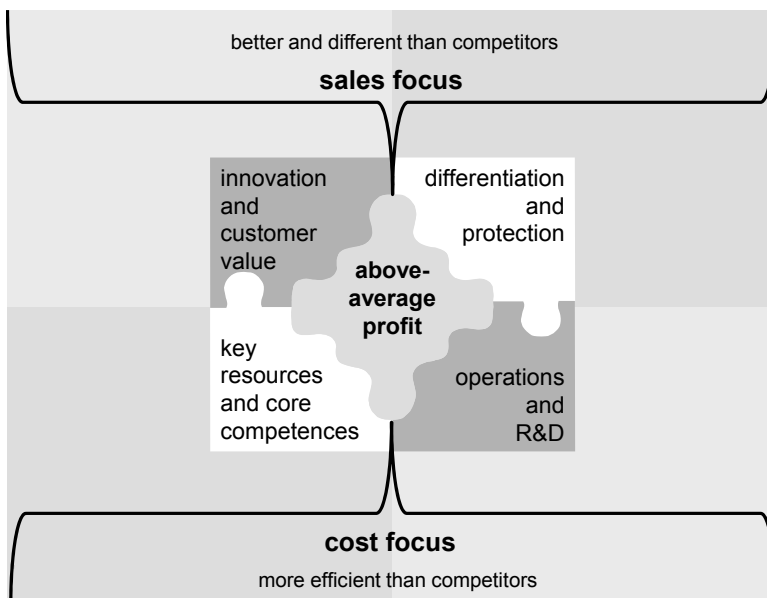 better and different than competitors
sales focus
innovation
and
customer
value
differentiation
and
protection
above-
average
profit
key
resources
and core
competences
operations
and
R&D
cost focus
more efficient than competitors